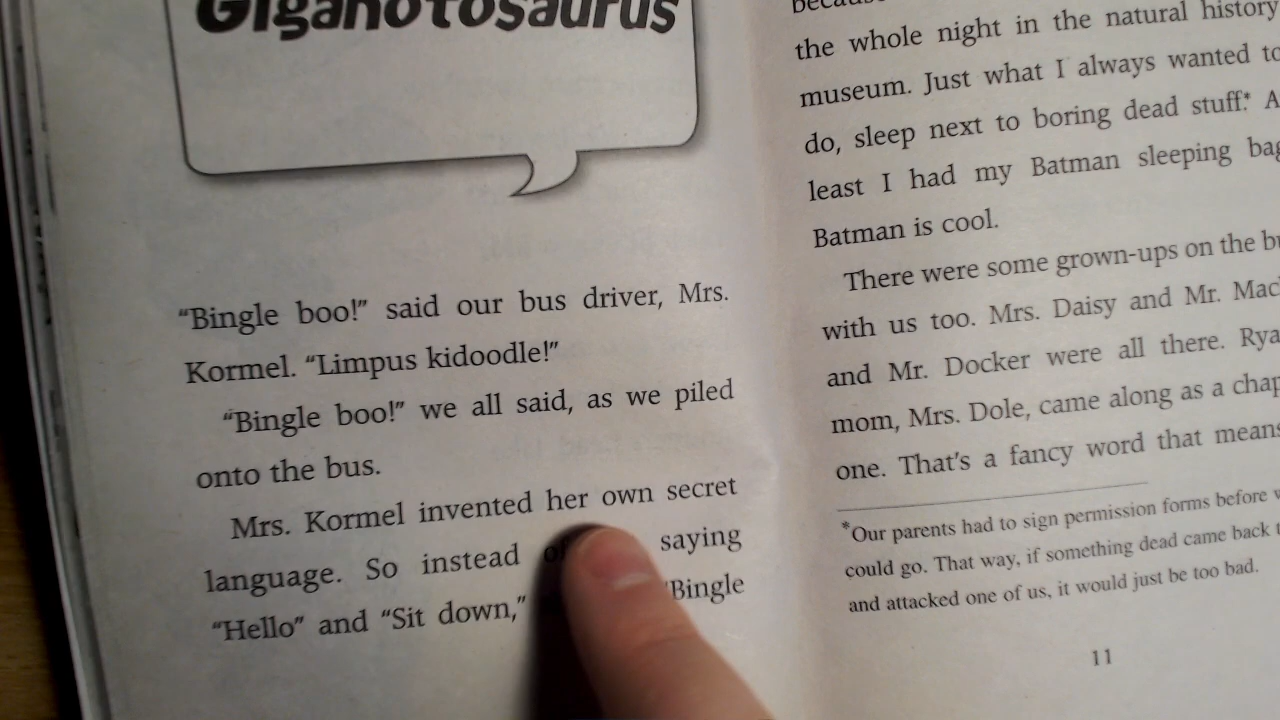 Giganotosaurus
“Bingle boo!” said our bus driver, Mrs.
Kormel. “Limpus kidoodle!”
“Bingle boo!” we all said, as we piled
onto the bus.
Mrs. Kormel invented her own secret
language. So instead saying
“Hello” and “Sit down,” “Bingle
the whole night in the natural history
museum. Just what I always wanted to
do, sleep next to boring dead stuff.*
least I had my Batman sleeping bag
Batman is cool.
There were some grown-ups on the
with us too. Mrs. Daisy and Mr.
and Mr. Docker were all there.
mom, Mrs. Dole, came along as a
one. That’s a fancy word that means
*Our parents had to sign permission forms before
could go. That way, if something dead came back
and attacked one of us, it would just be too bad.
11